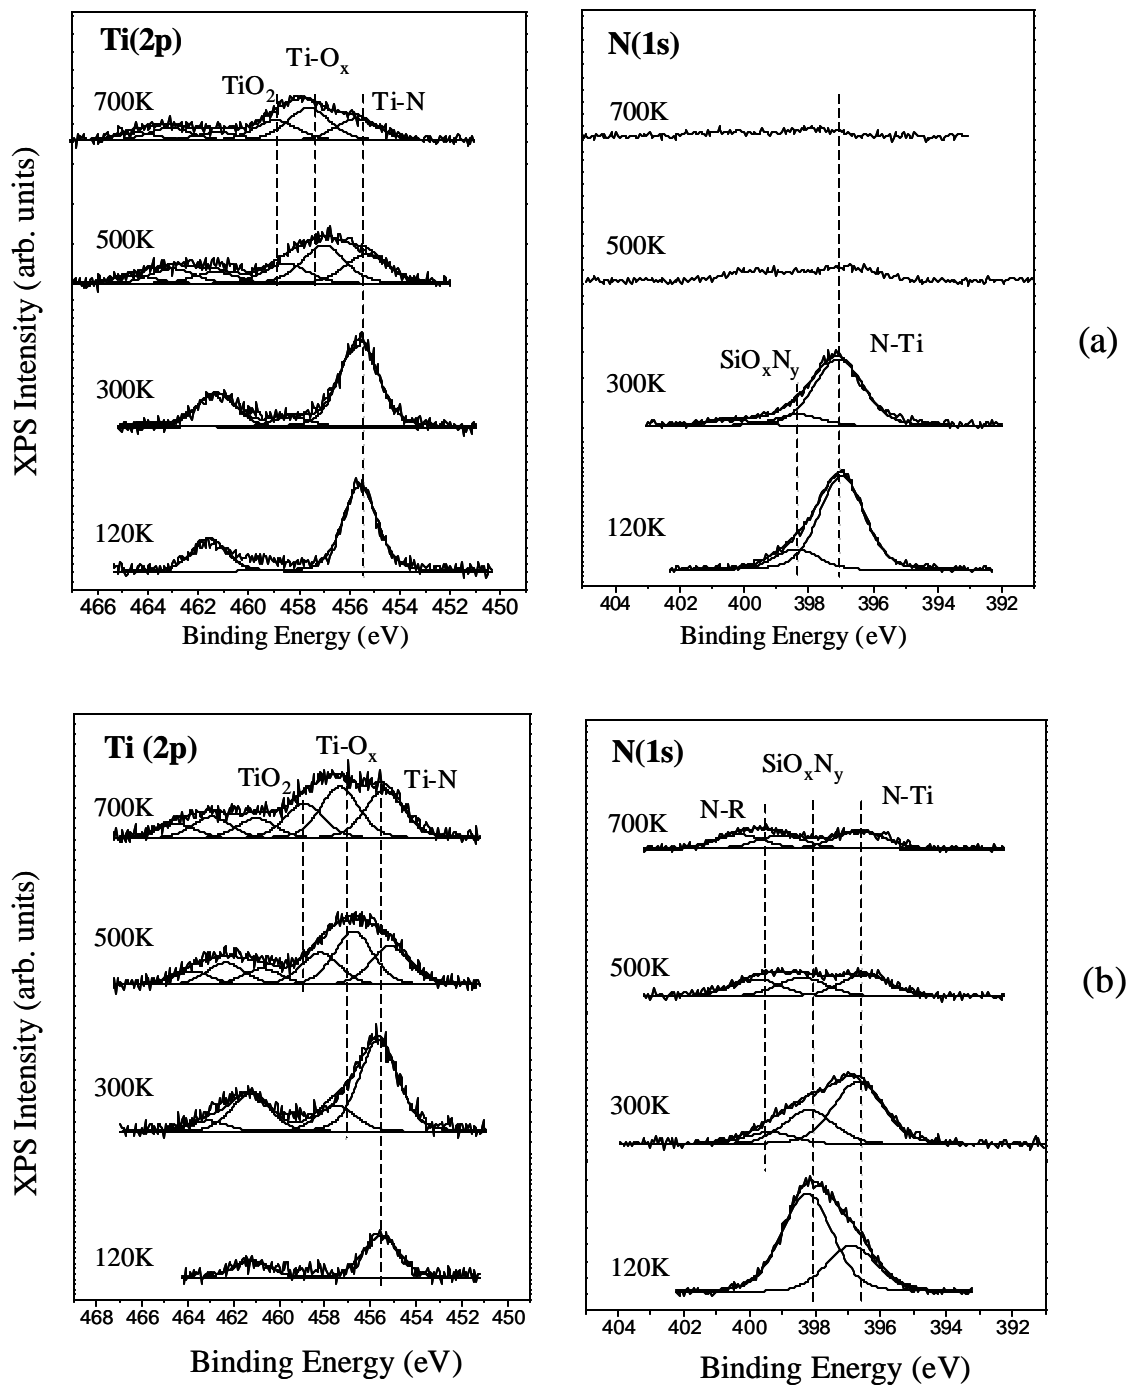 Ti(2p)
Ti-Oₓ
TiO₂
Ti-N
700K
500K
300K
120K
466 464 462 460 458 456 454 452 450
Binding Energy (eV)
XPS Intensity (arb. units)
N(1s)
700K
500K
N-Ti
SiOₓNᵧ
300K
120K
404 402 400 398 396 394 392
Binding Energy (eV)
(a)
Ti (2p)
Ti-Oₓ
TiO₂
Ti-N
700K
500K
300K
120K
468 466 464 462 460 458 456 454 452 450
Binding Energy (eV)
XPS Intensity (arb. units)
N(1s)
SiOₓNᵧ
N-Ti
N-R
700K
500K
300K
120K
404 402 400 398 396 394 392
Binding Energy (eV)
(b)